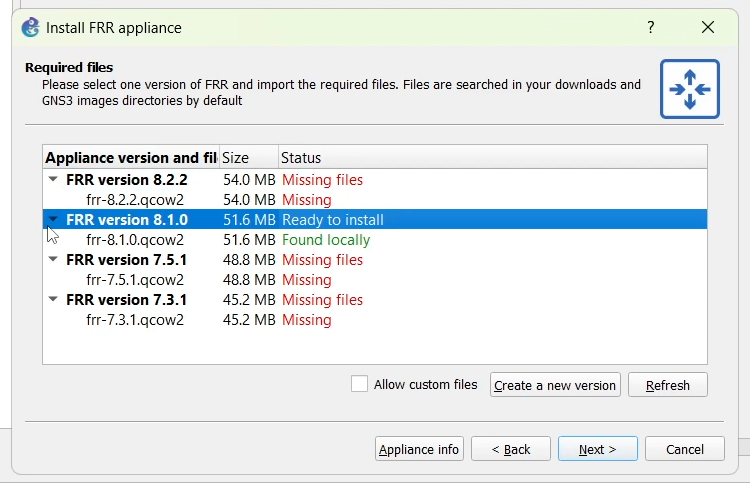 Install FRR appliance ?
Required files
Please select one version of FRR and import the required files. Files are searched in your downloads and
GNS3 images directories by default
Appliance version and fil Size Status
FRR version 8.2.2 54.0 MB Missing files
frr-8.2.2.qcow2 54.0 MB Missing
FRR version 8.1.0 51.6 MB Ready to install
frr-8.1.0.qcow2 51.6 MB Found locally
FRR version 7.5.1 48.8 MB Missing files
frr-7.5.1.qcow2 48.8 MB Missing
FRR version 7.3.1 45.2 MB Missing files
frr-7.3.1.qcow2 45.2 MB Missing
Allow custom files Create a new version Refresh
Appliance info < Back Next > Cancel